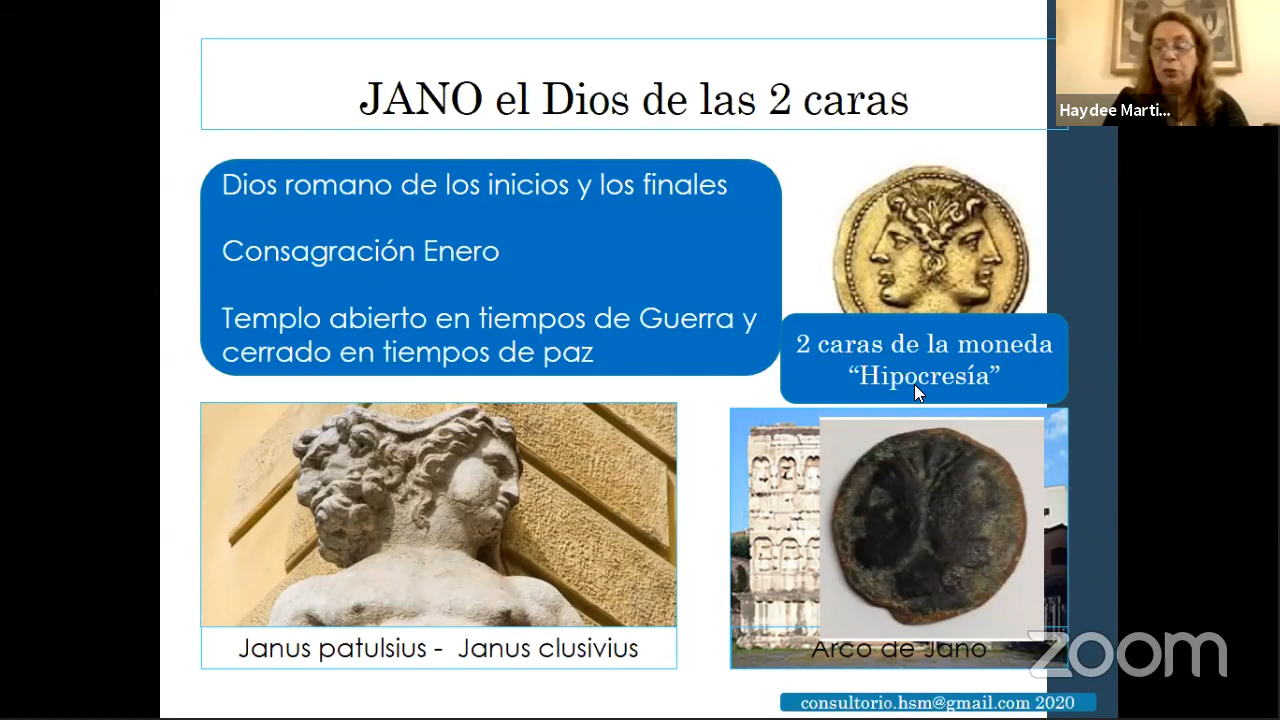 JANO el Dios de las 2 caras
Haydee Marti...
Dios romano de los inicios y los finales
Consagración Enero
Templo abierto en tiempos de Guerra y
cerrado en tiempos de paz
2 caras de la moneda
“Hipocresía”
Janus patulsius - Janus clusivius
Arco de Jano
zoom
consultorio.hsm@gmail.com 2020